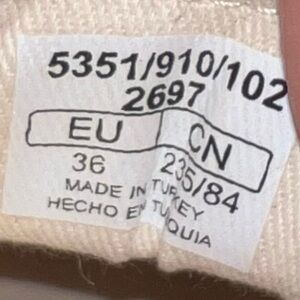 5351/910/102
2697
EU CN
36 235/84
MADE IN TURKEY
HECHO EN TURQUIA